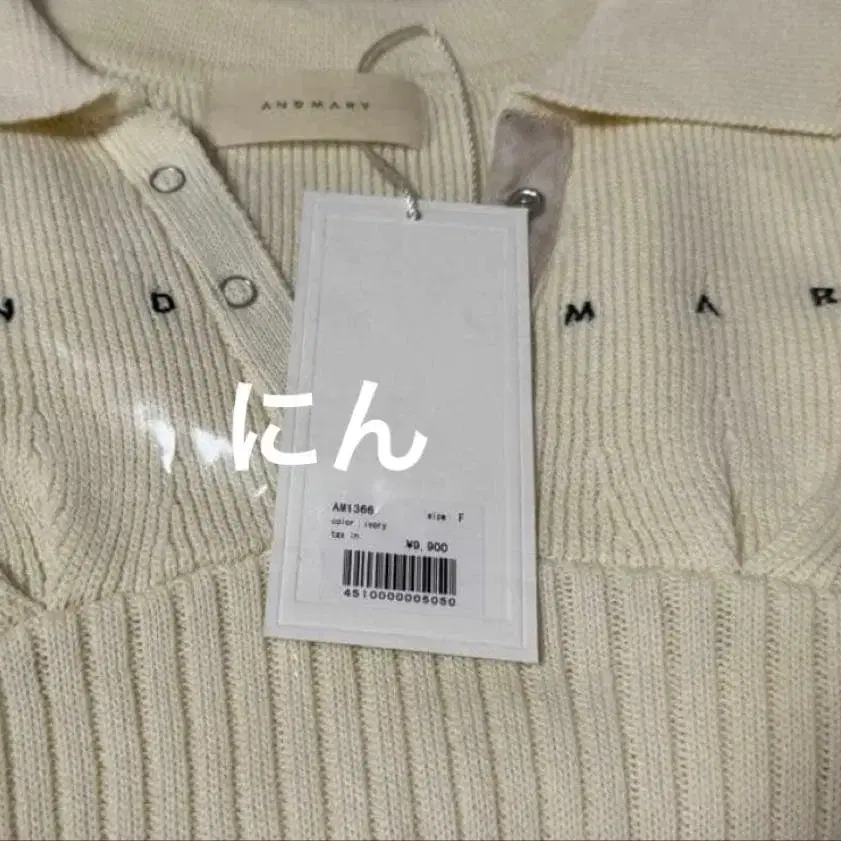 ANDMARY
N D M A R
にん
AM1366 size F
color : ivory
tax in
¥9,900
4510000005050